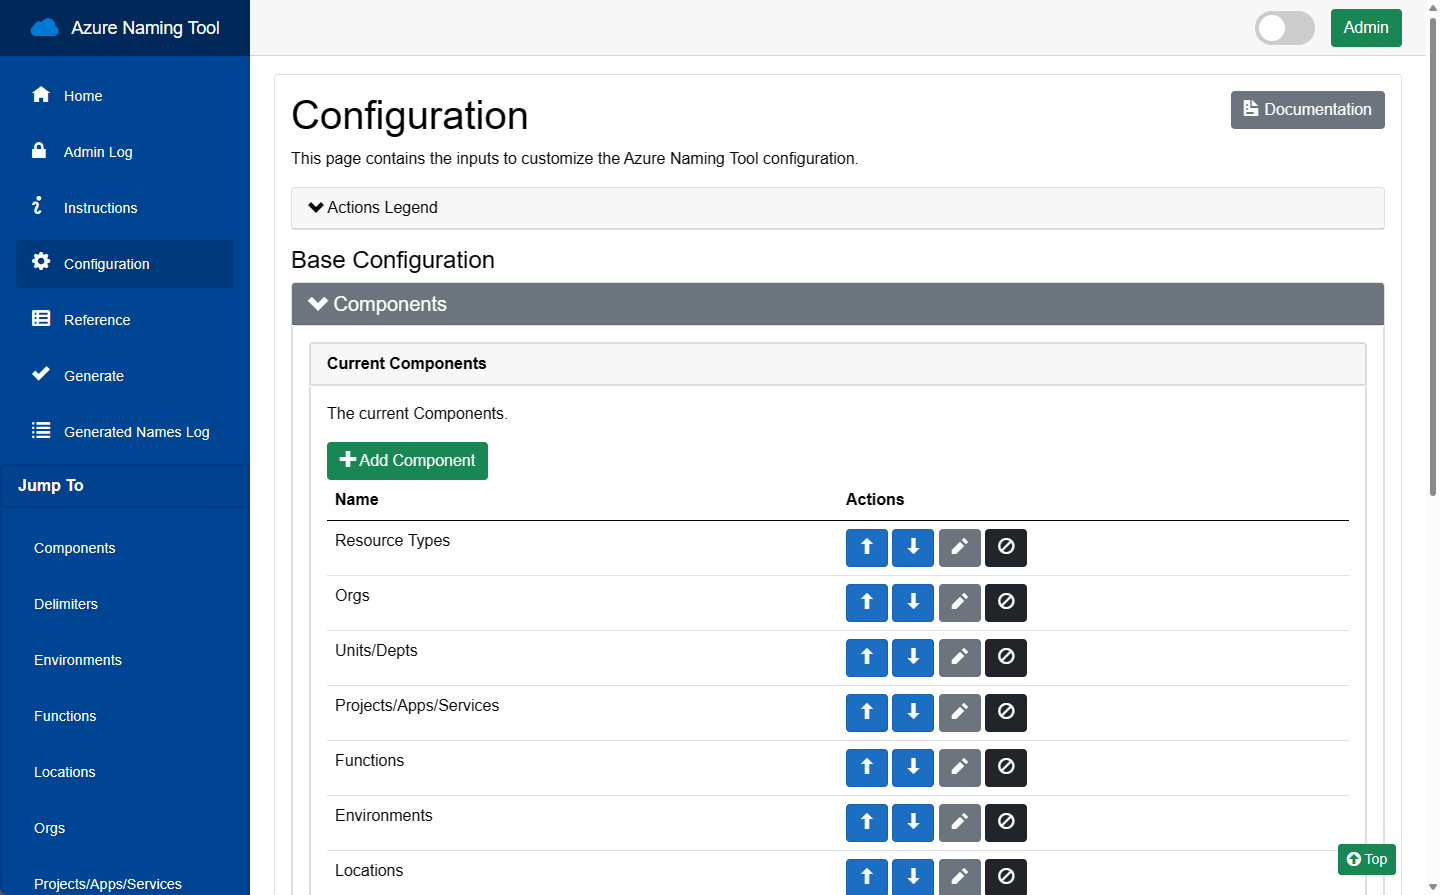 Azure Naming Tool
Admin
Home
Admin Log
Instructions
Configuration
Reference
Generate
Generated Names Log
Jump To
Components
Delimiters
Environments
Functions
Locations
Orgs
Projects/Apps/Services
Configuration
Documentation
This page contains the inputs to customize the Azure Naming Tool configuration.
Actions Legend
Base Configuration
Components
Current Components
The current Components.
Add Component
Name Actions
Resource Types
Orgs
Units/Depts
Projects/Apps/Services
Functions
Environments
Locations
Top